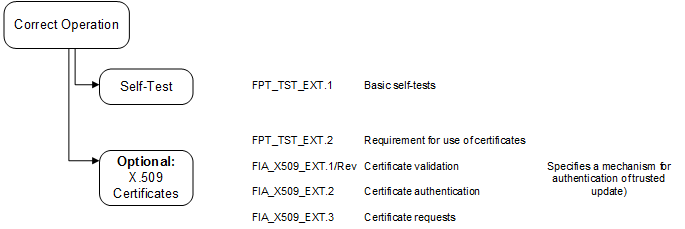 Correct Operation
Self-Test
FPT_TST_EXT.1 Basic self-tests
FPT_TST_EXT.2 Requirement for use of certificates
Optional:
X.509
Certificates
FIA_X509_EXT.1/Rev Certificate validation
Specifies a mechanism for
authentication of trusted
update)
FIA_X509_EXT.2 Certificate authentication
FIA_X509_EXT.3 Certificate requests